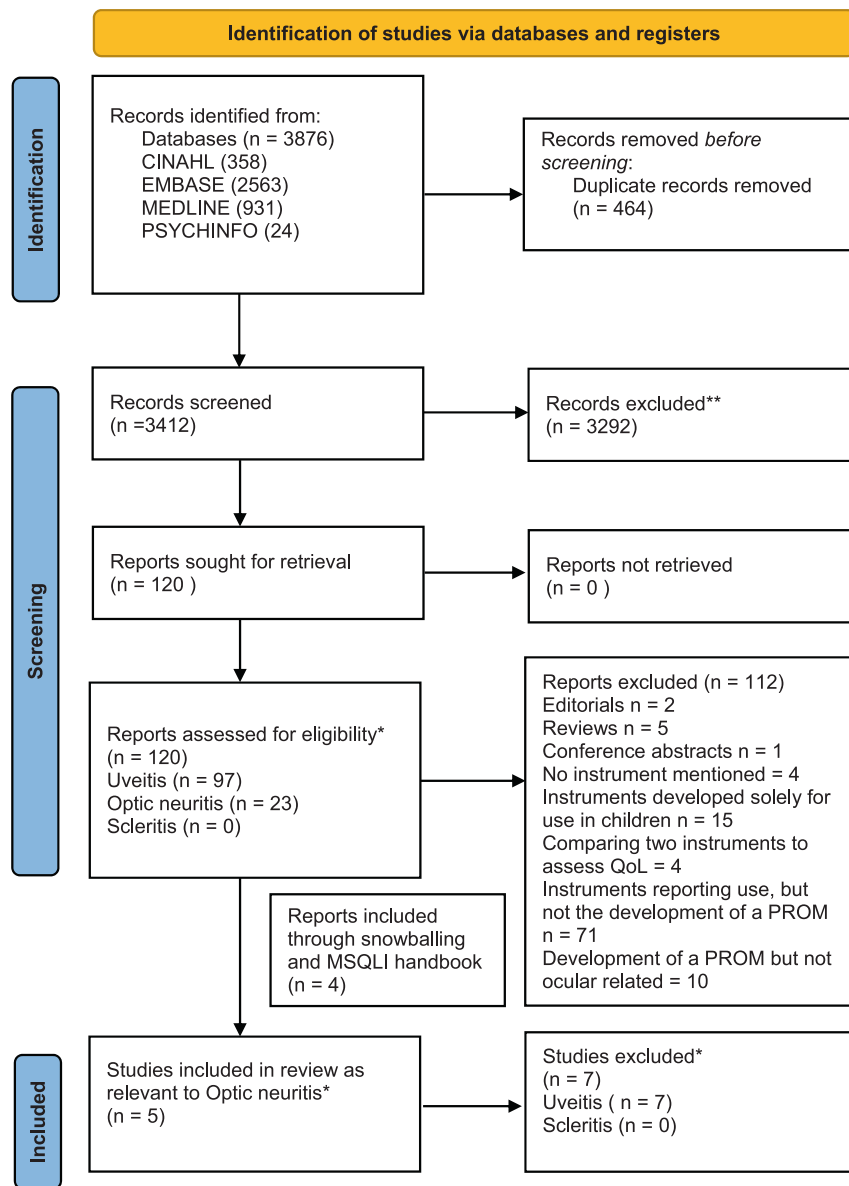 Identification of studies via databases and registers
Identification
Records identified from:
Databases (n = 3876)
CINAHL (358)
EMBASE (2563)
MEDLINE (931)
PSYCHINFO (24)
Records removed before
screening:
Duplicate records removed
(n = 464)
Screening
Records screened
(n =3412)
Records excluded**
(n = 3292)
Reports sought for retrieval
(n = 120 )
Reports not retrieved
(n = 0 )
Reports assessed for eligibility*
(n = 120)
Uveitis (n = 97)
Optic neuritis (n = 23)
Scleritis (n = 0)
Reports excluded (n = 112)
Editorials n = 2
Reviews n = 5
Conference abstracts n = 1
No instrument mentioned = 4
Instruments developed solely for
use in children n = 15
Comparing two instruments to
assess QoL = 4
Instruments reporting use, but
not the development of a PROM
n = 71
Development of a PROM but not
ocular related = 10
Reports included
through snowballing
and MSQLI handbook
(n = 4)
Included
Studies included in review as
relevant to Optic neuritis*
(n = 5)
Studies excluded*
(n = 7)
Uveitis ( n = 7)
Scleritis (n = 0)